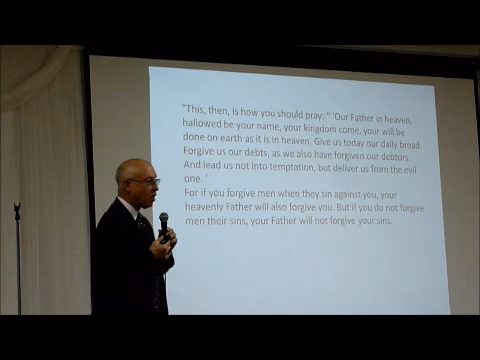 "This, then, is how you should pray: " 'Our Father in heaven,
hallowed be your name, your kingdom come, your will be
done on earth as it is in heaven. Give us today our daily bread.
Forgive us our debts, as we also have forgiven our debtors.
And lead us not into temptation, but deliver us from the evil
one. '
For if you forgive men when they sin against you, your
heavenly Father will also forgive you. But if you do not forgive
men their sins, your Father will not forgive your sins.